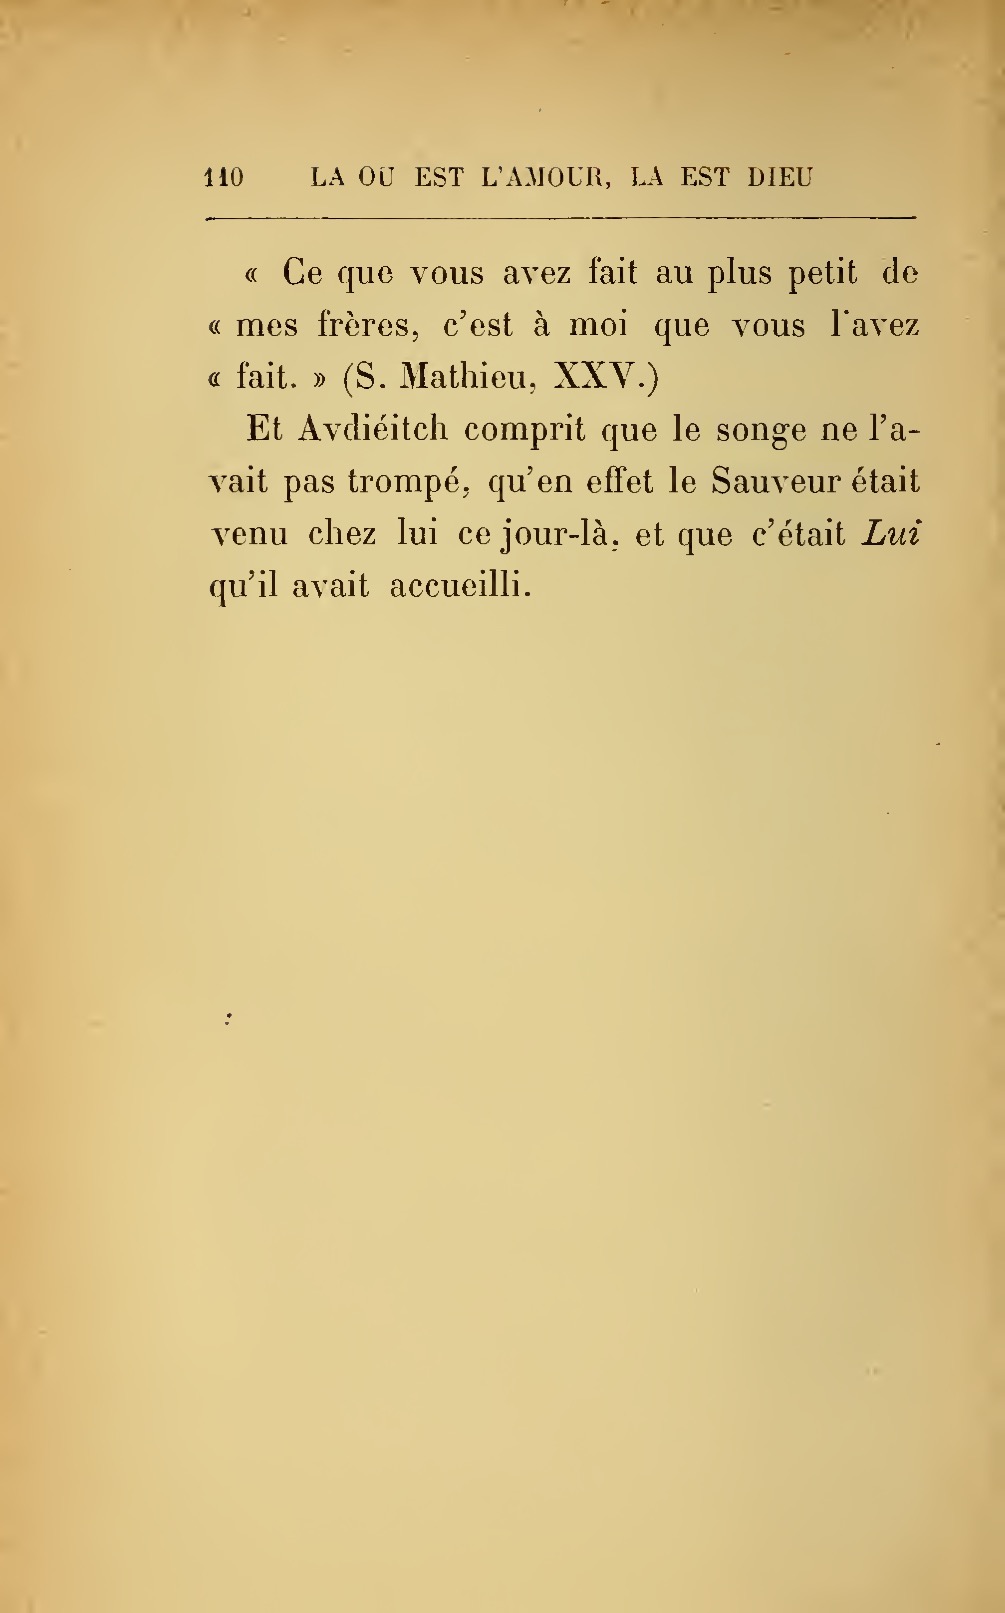 110 LA OU EST L'AMOUR, LA EST DIEU
« Ce que vous avez fait au plus petit de
« mes frères, c'est à moi que vous l'avez
« fait. » (S. Mathieu, XXV.)
Et Avdiéitch comprit que le songe ne l'a-
vait pas trompé, qu'en effet le Sauveur était
venu chez lui ce jour-là, et que c'était Lui
qu'il avait accueilli.